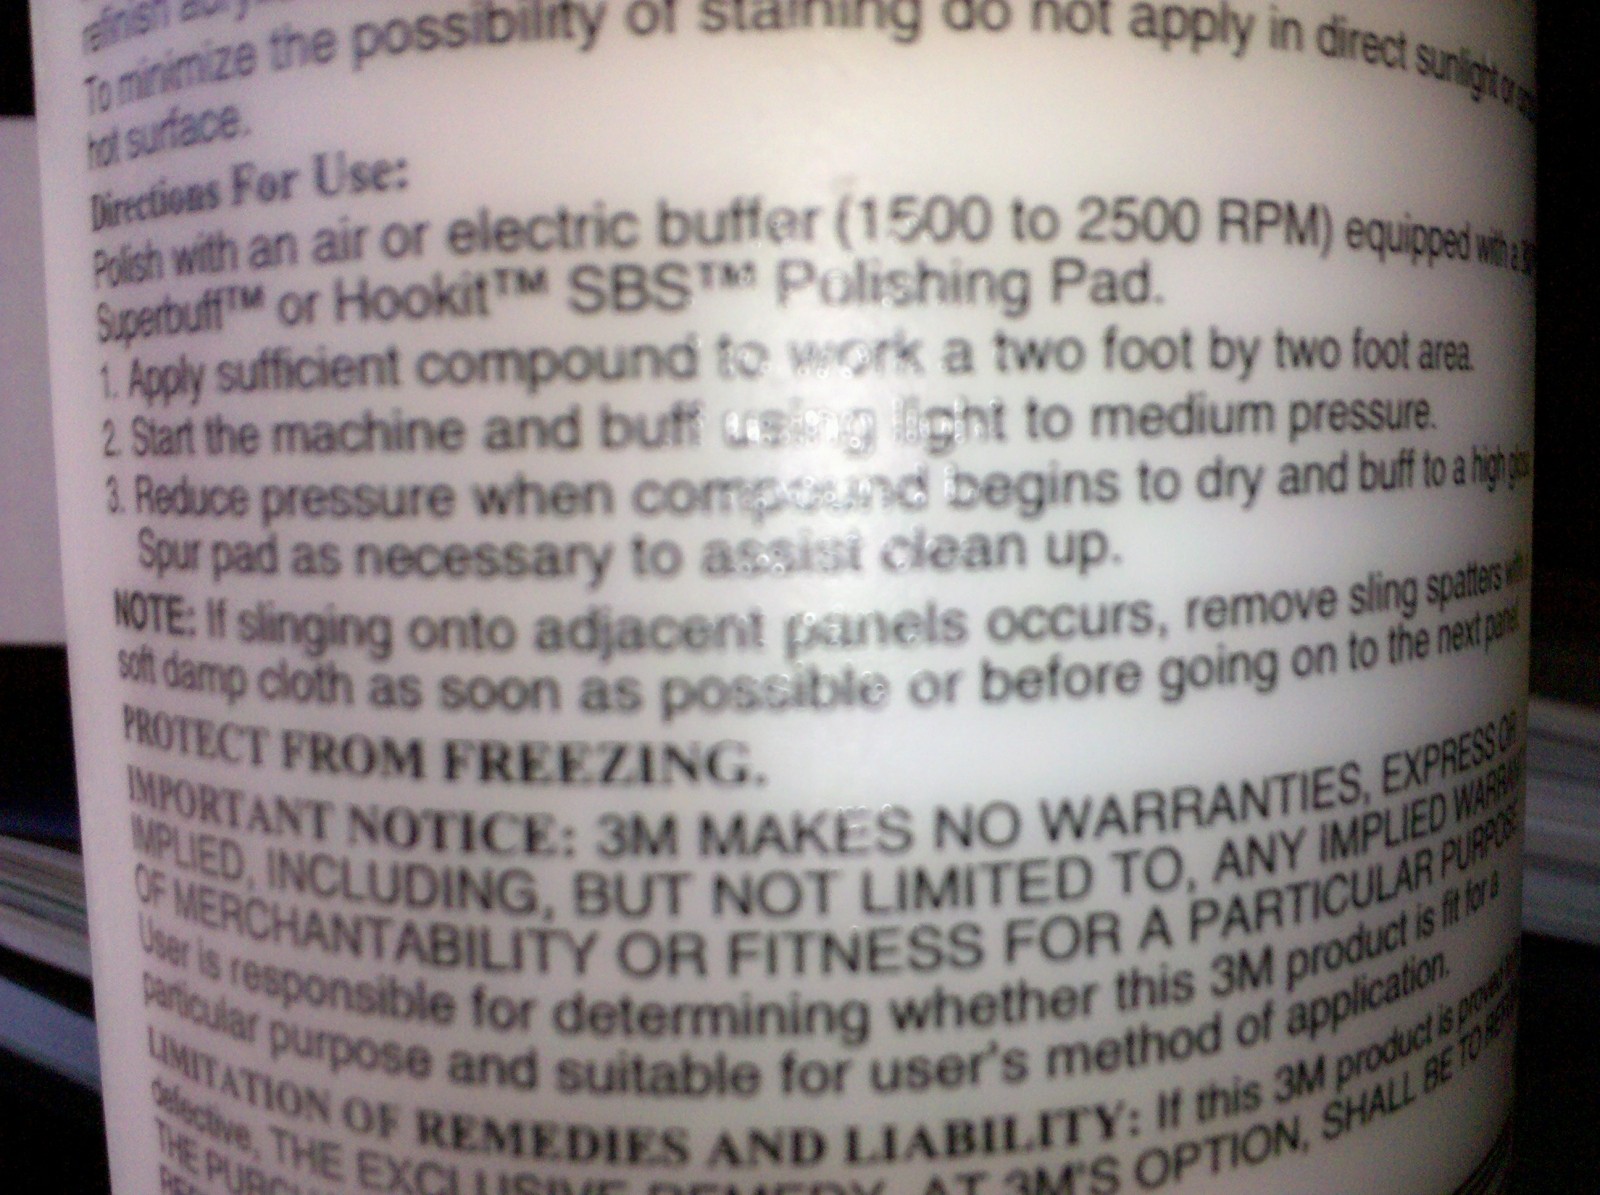 refinish
To minimize the possibility of staining do not apply in direct sunlight or
hot surface.
Directions For Use:
Polish with an air or electric buffer (1500 to 2500 RPM) equipped with a
Superbuff™ or Hookit™ SBS™ Polishing Pad.
1. Apply sufficient compound to work a two foot by two foot area.
2. Start the machine and buff using light to medium pressure.
3. Reduce pressure when compound begins to dry and buff to a high
Spur pad as necessary to assist clean up.
NOTE: If slinging onto adjacent panels occurs, remove sling spatters
soft damp cloth as soon as possible or before going on to the next panel.
PROTECT FROM FREEZING.
IMPORTANT NOTICE: 3M MAKES NO WARRANTIES, EXPRESS OR
IMPLIED, INCLUDING, BUT NOT LIMITED TO, ANY IMPLIED
OF MERCHANTABILITY OR FITNESS FOR A PARTICULAR PURPOSE.
User is responsible for determining whether this 3M product is fit for a
particular purpose and suitable for user's method of application.
LIMITATION OF REMEDIES AND LIABILITY: If this 3M product is proved
defective, THE EXCLUSIVE REMEDY, AT 3M'S OPTION, SHALL BE TO
THE